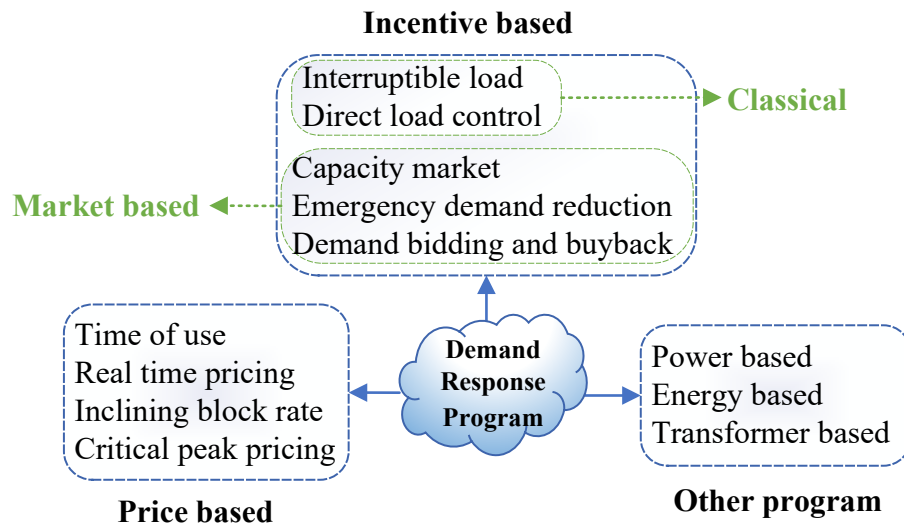 Incentive based
Interruptible load
Direct load control
Classical
Capacity market
Emergency demand reduction
Demand bidding and buyback
Market based
Time of use
Real time pricing
Inclining block rate
Critical peak pricing
Price based
Demand
Response
Program
Power based
Energy based
Transformer based
Other program